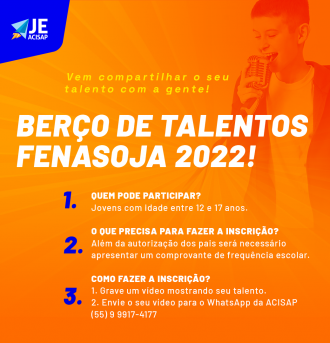 JE
ACISAP
Vem compartilhar o seu
talento com a gente!
BERÇO DE TALENTOS
FENASOJA 2022!
1.
QUEM PODE PARTICIPAR?
Jovens com idade entre 12 e 17 anos.
2.
O QUE PRECISA PARA FAZER A INSCRIÇÃO?
Além da autorização dos pais será necessário
apresentar um comprovante de frequência escolar.
3.
COMO FAZER A INSCRIÇÃO?
1. Grave um vídeo mostrando seu talento.
2. Envie o seu vídeo para o WhatsApp da ACISAP
(55) 9 9917-4177